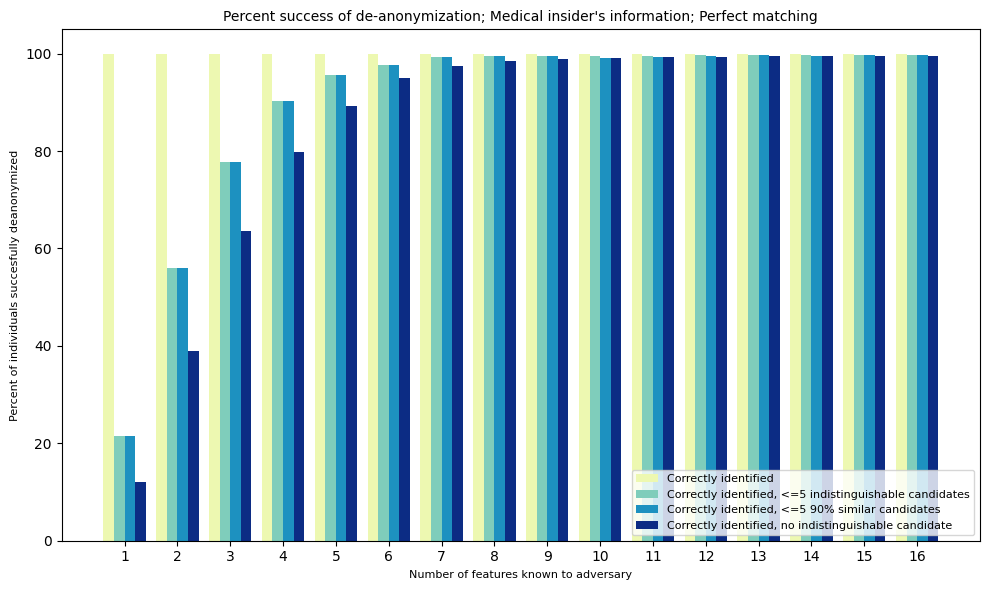 Percent success of de-anonymization; Medical insider's information; Perfect matching
Percent of individuals succesfully deanonymized
100
80
60
40
20
0
Correctly identified
Correctly identified, <=5 indistinguishable candidates
Correctly identified, <=5 90% similar candidates
Correctly identified, no indistinguishable candidate
1 2 3 4 5 6 7 8 9 10 11 12 13 14 15 16
Number of features known to adversary